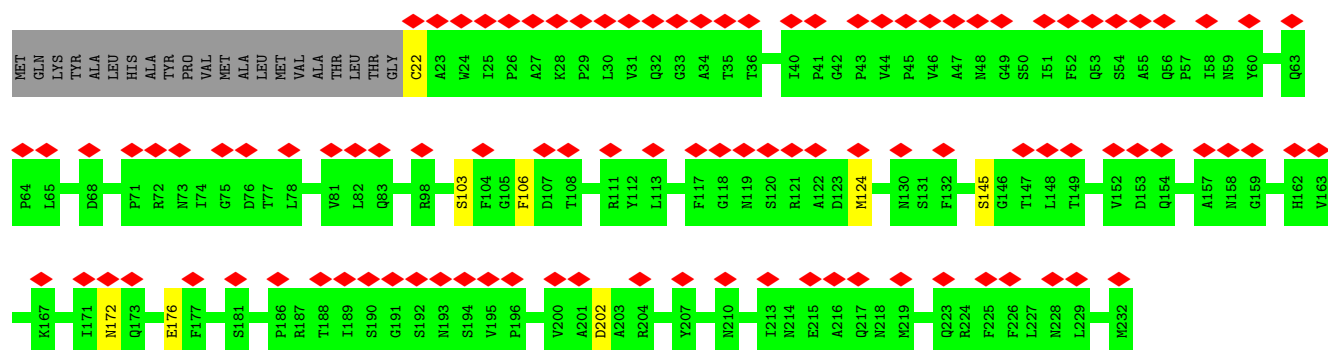 MET GLN LYS TYR ALA LEU HIS ALA TYR PRO VAL MET ALA LEU MET VAL ALA THR LEU THR GLY C22 A23 W24 I25 P26 A27 K28 P29 L30 V31 Q32 G33 A34 T35 T36 I40 P41 G42 P43 V44 P45 V46 A47 N48 G49 S50 I51 F52 Q53 S54 A55 Q56 P57 I58 N59 Y60 Q63
P64 L65 D68 P71 R72 N73 I74 G75 D76 T77 L78 V81 L82 Q83 R98 S103 F104 G105 F106 D107 T108 R111 Y112 L113 F117 G118 N119 S120 R121 A122 D123 M124 N130 S131 F132 S145 G146 T147 L148 T149 V152 D153 Q154 A157 N158 G159 H162 V163
K167 I171 N172 Q173 E176 F177 S181 P186 R187 T188 I189 S190 G191 S192 N193 S194 V195 P196 V200 A201 D202 A203 R204 Y207 N210 I213 N214 E215 A216 Q217 N218 M219 Q223 R224 F225 F226 L227 N228 L229 M232